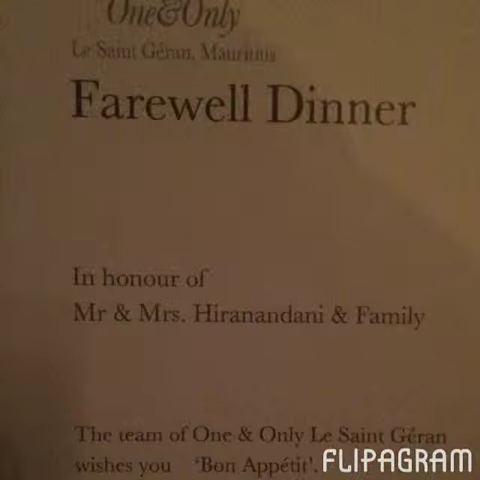 One&Only
Le Saint Géran, Mauritius
Farewell Dinner
In honour of
Mr & Mrs. Hiranandani & Family
The team of One & Only Le Saint Géran
wishes you 'Bon Appétit'.
FLIPAGRAM